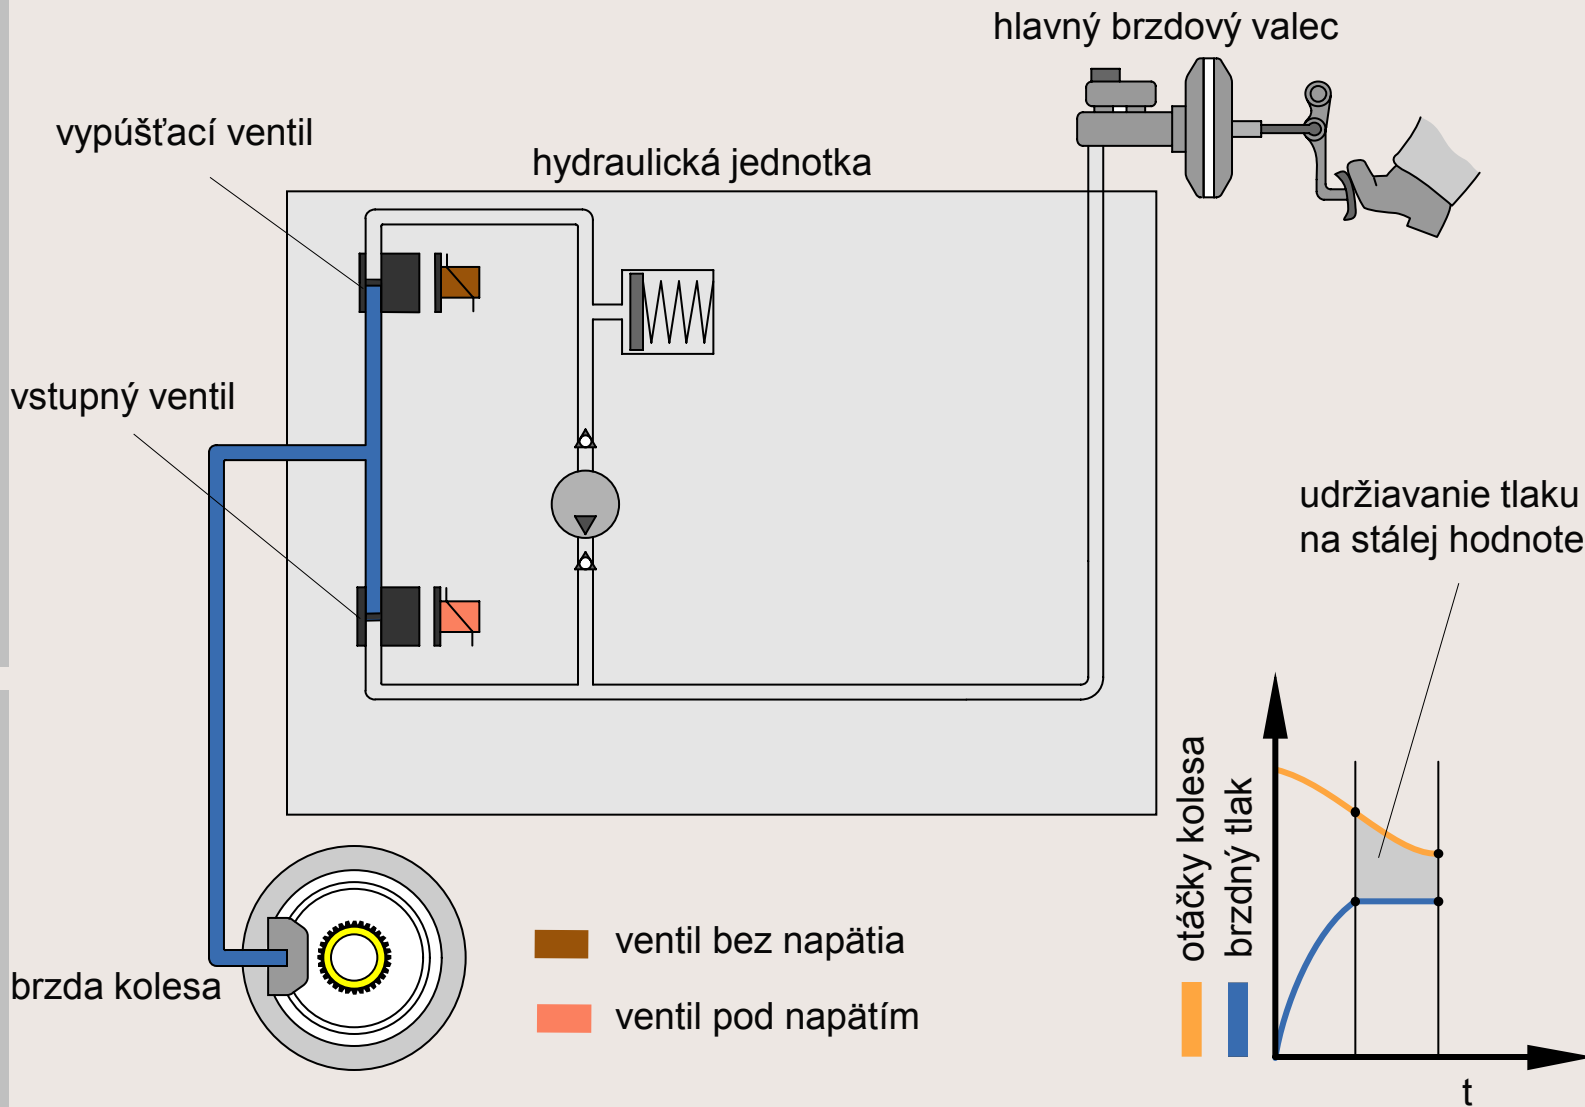 hlavný brzdový valec
vypúšťací ventil
hydraulická jednotka
vstupný ventil
udržiavanie tlaku
na stálej hodnote
otáčky kolesa
brzdný tlak
ventil bez napätia
brzda kolesa
ventil pod napätím
t